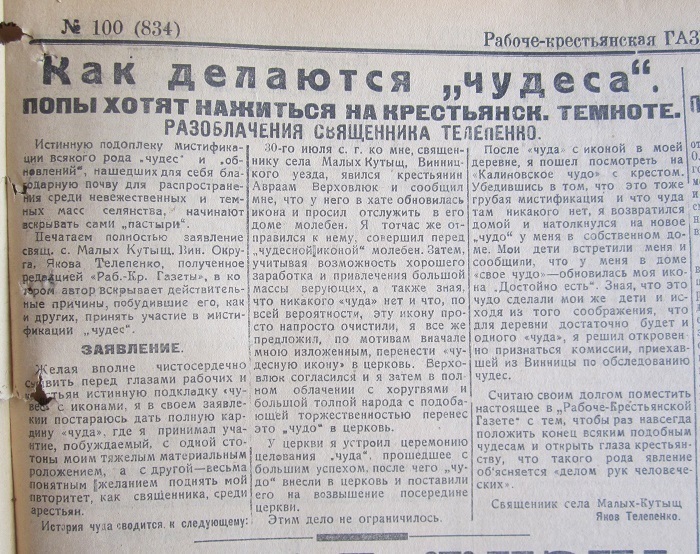 № 100 (834)
Рабоче-крестьянская ГАЗ
Как делаются „чудеса“.
ПОПЫ ХОТЯТ НАЖИТЬСЯ НА КРЕСТЬЯНСК. ТЕМНОТЕ.
РАЗОБЛАЧЕНИЯ СВЯЩЕННИКА ТЕЛЕПЕНКО.
Истинную подоплеку мистифика-
ции всякого рода „чудес“ и „об-
новлений“, нашедших для себя бла-
годарную почву для распростране-
ния среди невежественных и тем-
ных масс селянства, начинают
вскрывать сами „пастыри“.
Печатаем полностью заявление
свящ. с. Малых Кутыщ, Вин. Окру-
га, Якова Телепенко, полученное
редакцией „Раб.-Кр. Газеты“, в ко-
тором автор вскрывает действитель-
ные причины, побудившие его, как
и других, принять участие в мисти-
фикации „чудес“.
ЗАЯВЛЕНИЕ.
Желая вполне чистосердечно
вить перед глазами рабочих и
стьян истинную подкладку «чу-
с иконами, я в своем заявле-
нии постараюсь дать полную кар-
дину «чуда», где я принимал уча-
тие, побуждаемый, с одной сто-
тоны моим тяжелым материальным
роложением, а с другой—весьма
понятным желанием поднять мой
пвторитет, как священника, среди
арестьян.
История чуда сводится, к следующему:
30-го июля с. г. ко мне, священ-
нику села Малых Кутыщ, Винниц-
кого уезда, явился крестьянин
Авраам Верховлюк и сообщил
мне, что у него в хате обновилась
икона и просил отслужить в его
доме молебен. Я тотчас же от-
правился к нему, совершил перед
„чудесной иконой“ молебен. Затем,
учитывая возможность хорошего
заработка и привлечения большой
массы верующих, а также зная,
что никакого «чуда» нет и что, по
всей вероятности, эту икону про-
сто напросто очистили, я все же
предложил, по мотивам вначале
мною изложенным, перенести «чу-
десную икону» в церковь. Верхо-
влюк согласился и я затем в пол-
ном облачении с хоругвями и
большой толпой народа с подоба-
ющей торжественностью перенес
это „чудо“ в церковь.
У церкви я устроил церемонию
целования „чуда“, прошедшее с
большим успехом, после чего „чу-
до“ внесли в церковь и поставили
его на возвышение посередине
церкви.
Этим дело не ограничилось.
После «чуда» с иконой в моей
деревне, я пошел посмотреть на
«Калиновское чудо» с крестом.
Убедившись в том, что это тоже
грубая мистификация и что чуда
там никакого нет, я возвратился
домой и натолкнулся на новое
«чудо“ у меня в собственном до-
ме. Мои дети встретили меня и
сообщили, что у меня в доме
«свое чудо»—обновилась моя ико-
на „Достойно есть“. Зная, что это
чудо сделали мои же дети и ис-
ходя из того соображения, что
для деревни достаточно будет и
одного «чуда», я решил откровен-
но признаться комиссии, приехав-
шей из Винницы по обследованию
чудес.
Считаю своим долгом поместить
настоящее в „Рабоче-Крестьянской
Газете“ с тем, чтобы раз навсегда
положить конец всяким подобным
чудесам и открыть глаза крестьян-
ству, что такого рода явление
об'ясняется «делом рук человече-
ских».
Священник села Малых-Кутыщ
Яков Телепенко.